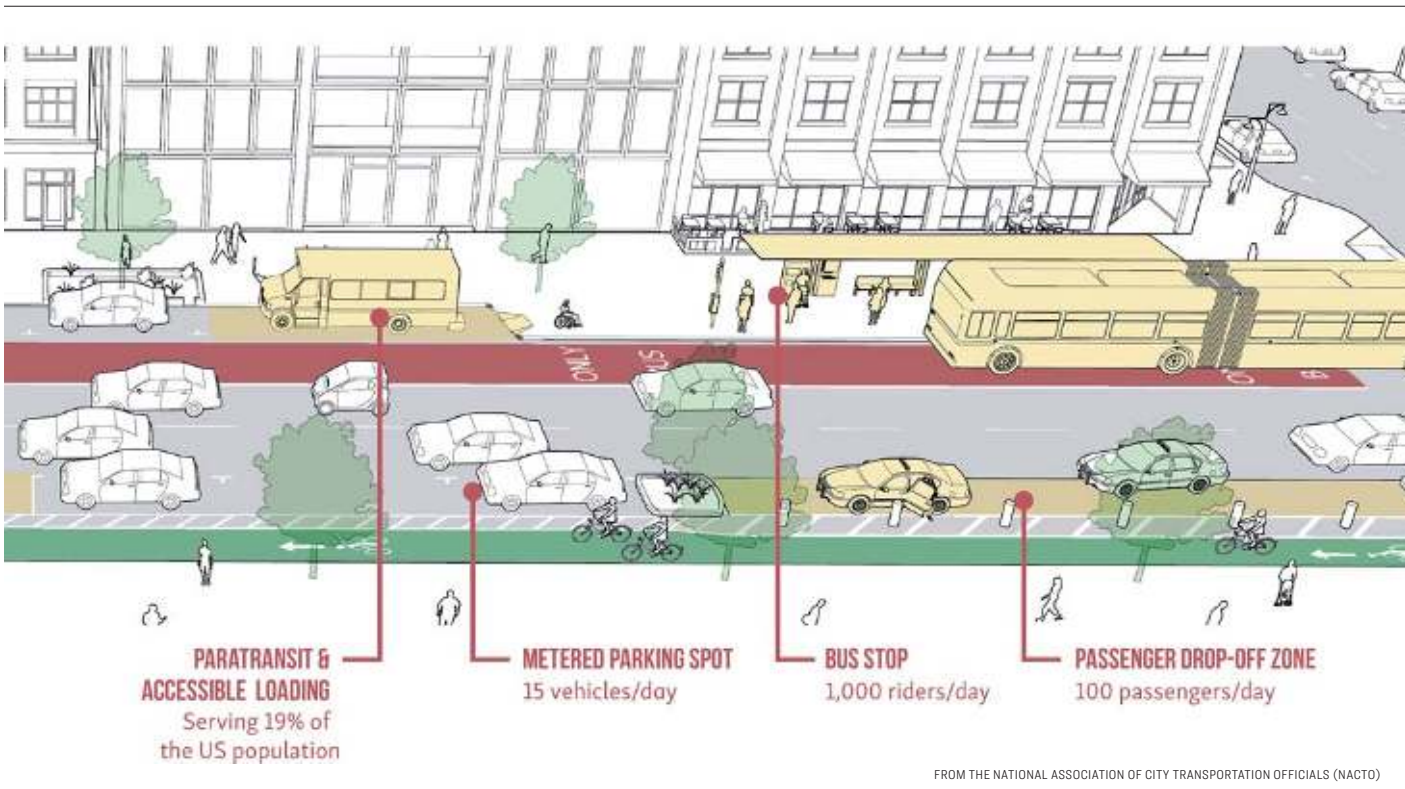 ONLY
BUS
PARATRANSIT &
ACCESSIBLE LOADING
Serving 19% of
the US population
METERED PARKING SPOT
15 vehicles/day
BUS STOP
1,000 riders/day
PASSENGER DROP-OFF ZONE
100 passengers/day
FROM THE NATIONAL ASSOCIATION OF CITY TRANSPORTATION OFFICIALS (NACTO)